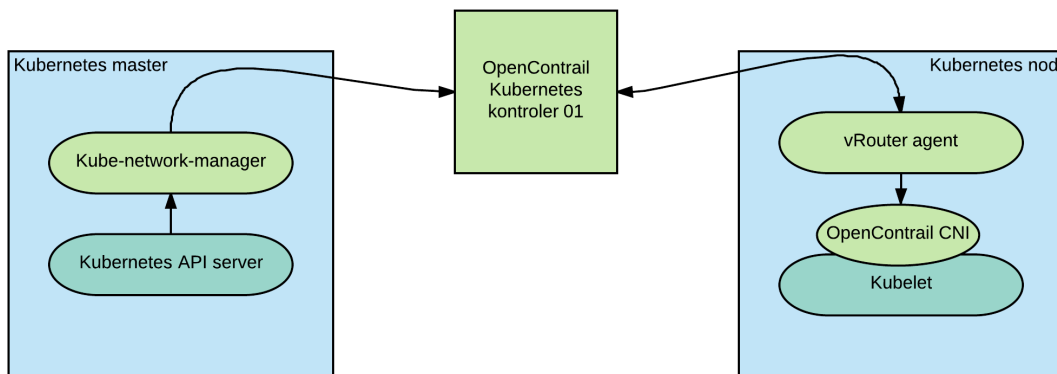 Kubernetes master
Kube-network-manager
Kubernetes API server
OpenContrail
Kubernetes
kontroler 01
Kubernetes nod
vRouter agent
OpenContrail CNI
Kubelet